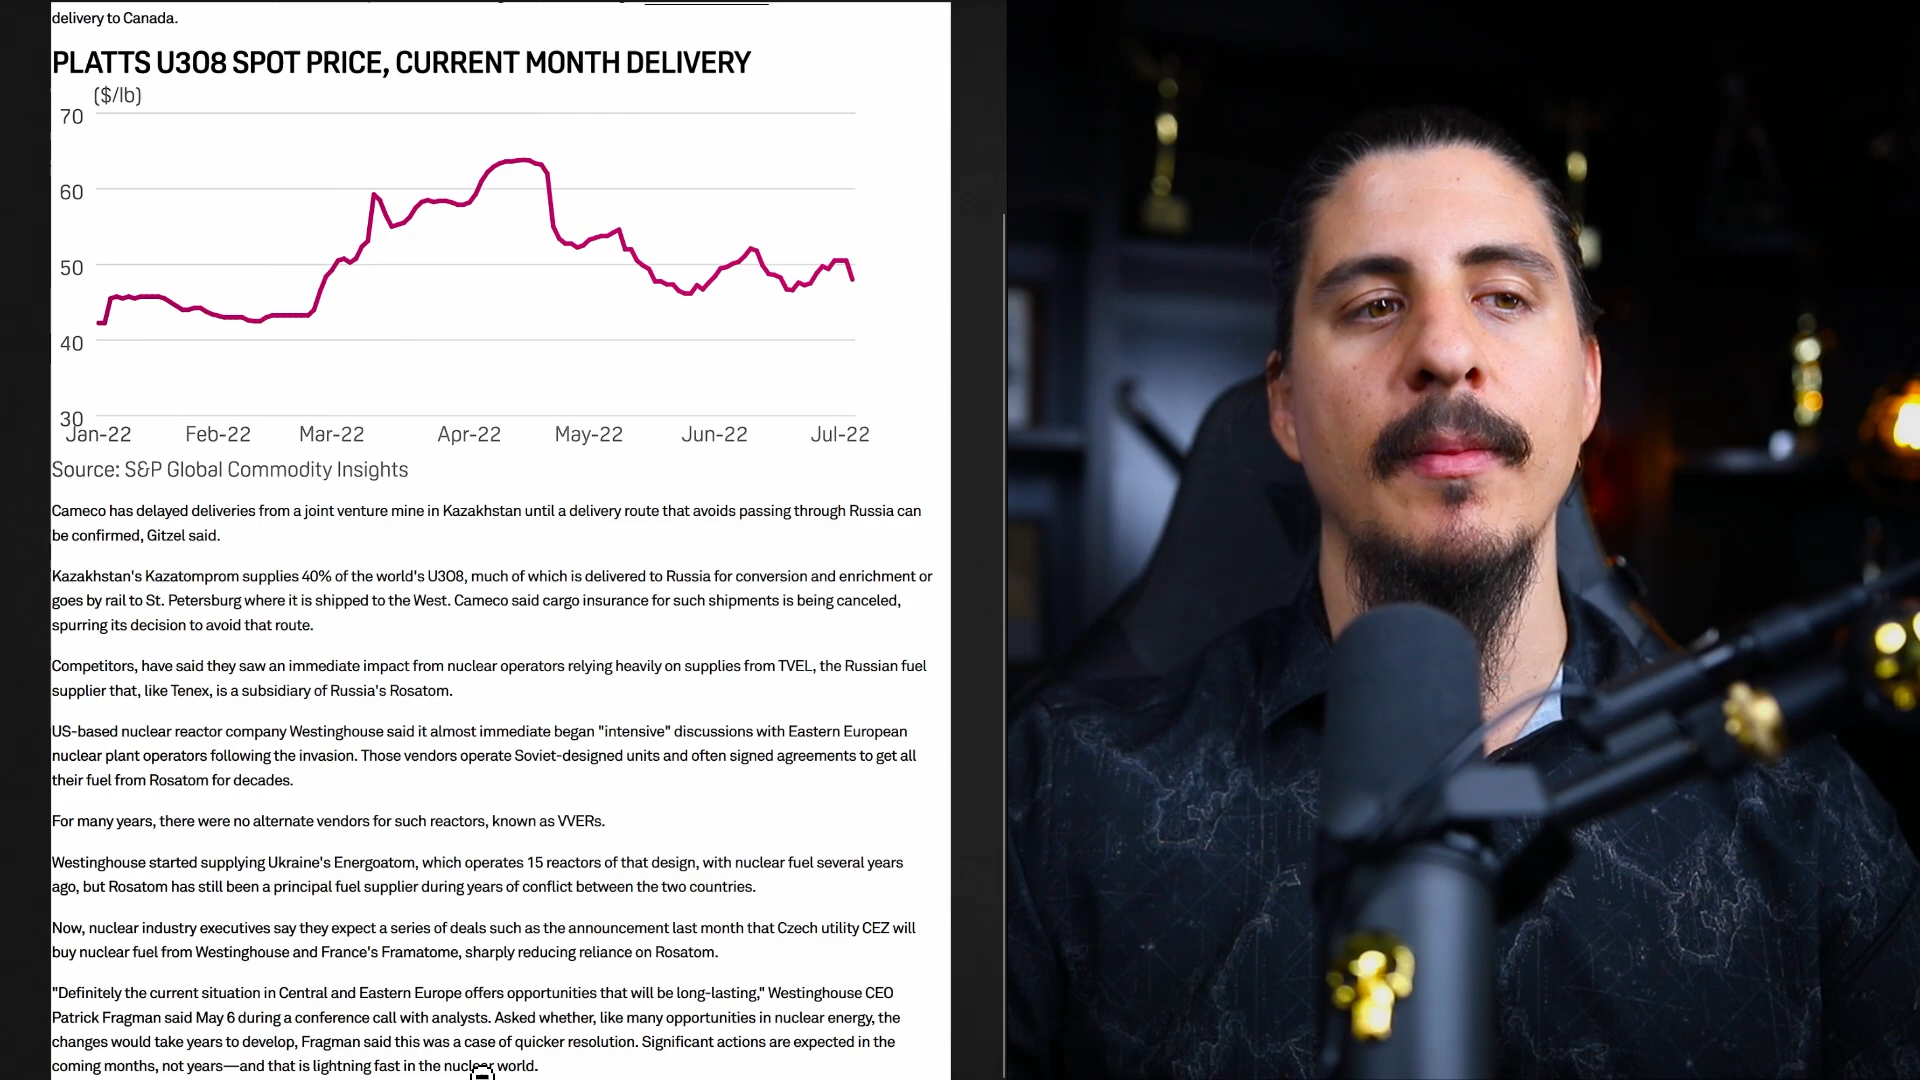 delivery to Canada.
PLATTS U3O8 SPOT PRICE, CURRENT MONTH DELIVERY
($/lb)
70
60
50
40
30
Jan-22 Feb-22 Mar-22 Apr-22 May-22 Jun-22 Jul-22
Source: S&P Global Commodity Insights
Cameco has delayed deliveries from a joint venture mine in Kazakhstan until a delivery route that avoids passing through Russia can
be confirmed, Gitzel said.
Kazakhstan's Kazatomprom supplies 40% of the world's U3O8, much of which is delivered to Russia for conversion and enrichment or
goes by rail to St. Petersburg where it is shipped to the West. Cameco said cargo insurance for such shipments is being canceled,
spurring its decision to avoid that route.
Competitors, have said they saw an immediate impact from nuclear operators relying heavily on supplies from TVEL, the Russian fuel
supplier that, like Tenex, is a subsidiary of Russia's Rosatom.
US-based nuclear reactor company Westinghouse said it almost immediate began "intensive" discussions with Eastern European
nuclear plant operators following the invasion. Those vendors operate Soviet-designed units and often signed agreements to get all
their fuel from Rosatom for decades.
For many years, there were no alternate vendors for such reactors, known as VVERs.
Westinghouse started supplying Ukraine's Energoatom, which operates 15 reactors of that design, with nuclear fuel several years
ago, but Rosatom has still been a principal fuel supplier during years of conflict between the two countries.
Now, nuclear industry executives say they expect a series of deals such as the announcement last month that Czech utility CEZ will
buy nuclear fuel from Westinghouse and France's Framatome, sharply reducing reliance on Rosatom.
"Definitely the current situation in Central and Eastern Europe offers opportunities that will be long-lasting," Westinghouse CEO
Patrick Fragman said May 6 during a conference call with analysts. Asked whether, like many opportunities in nuclear energy, the
changes would take years to develop, Fragman said this was a case of quicker resolution. Significant actions are expected in the
coming months, not years—and that is lightning fast in the nuclear world.